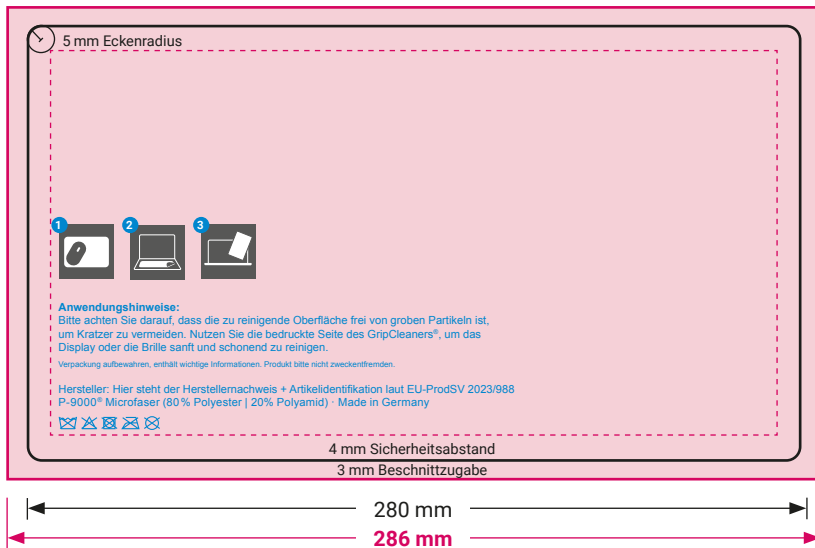 5 mm Eckenradius
1 2 3
Anwendungshinweise:
Bitte achten Sie darauf, dass die zu reinigende Oberfläche frei von groben Partikeln ist,
um Kratzer zu vermeiden. Nutzen Sie die bedruckte Seite des GripCleaners®, um das
Display oder die Brille sanft und schonend zu reinigen.
Verpackung aufbewahren, enthält wichtige Informationen. Produkt bitte nicht zweckentfremden.
Hersteller: Hier steht der Herstellernachweis + Artikelidentifikation laut EU-ProdSV 2023/988
P-9000® Microfaser (80 % Polyester | 20% Polyamid) · Made in Germany
4 mm Sicherheitsabstand
3 mm Beschnittzugabe
280 mm
286 mm